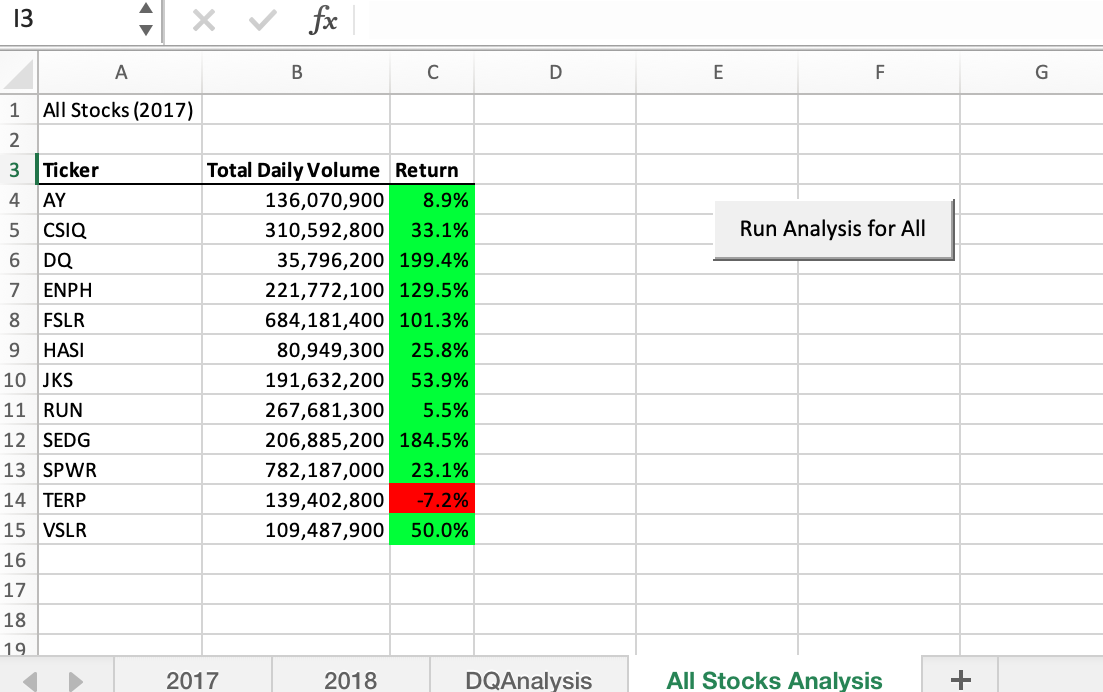 I3 fx
A B C D E F G
1 All Stocks (2017)
2
3 Ticker Total Daily Volume Return
4 AY 136,070,900 8.9%
Run Analysis for All
5 CSIQ 310,592,800 33.1%
6 DQ 35,796,200 199.4%
7 ENPH 221,772,100 129.5%
8 FSLR 684,181,400 101.3%
9 HASI 80,949,300 25.8%
10 JKS 191,632,200 53.9%
11 RUN 267,681,300 5.5%
12 SEDG 206,885,200 184.5%
13 SPWR 782,187,000 23.1%
14 TERP 139,402,800 -7.2%
15 VSLR 109,487,900 50.0%
16
17
18
19
2017 2018 DQAnalysis All Stocks Analysis +